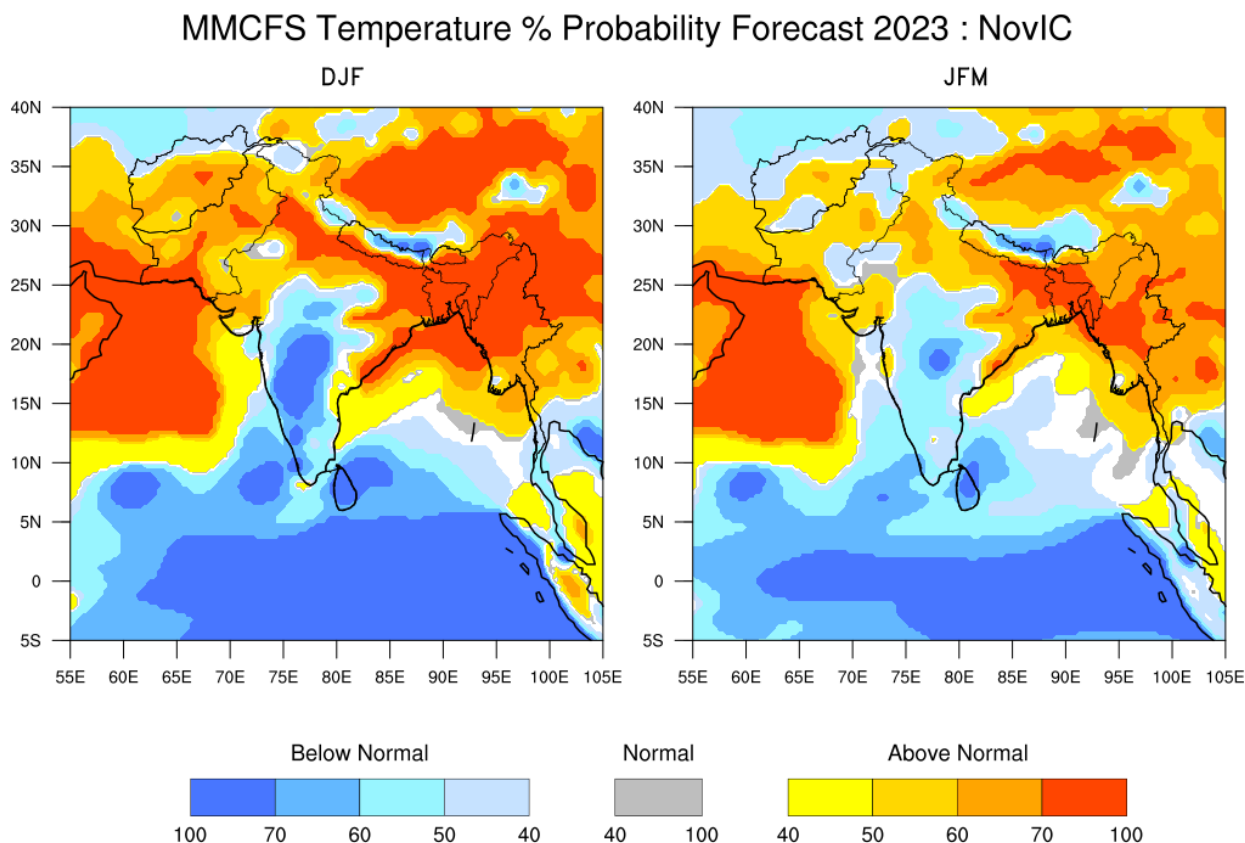 MMCFS Temperature % Probability Forecast 2023 : NovIC
DJF
40N
35N
30N
25N
20N
15N
10N
5N
0
5S
55E 60E 65E 70E 75E 80E 85E 90E 95E 100E 105E
JFM
40N
35N
30N
25N
20N
15N
10N
5N
0
5S
55E 60E 65E 70E 75E 80E 85E 90E 95E 100E 105E
Below Normal
100 70 60 50 40
Normal
40 100
Above Normal
40 50 60 70 100